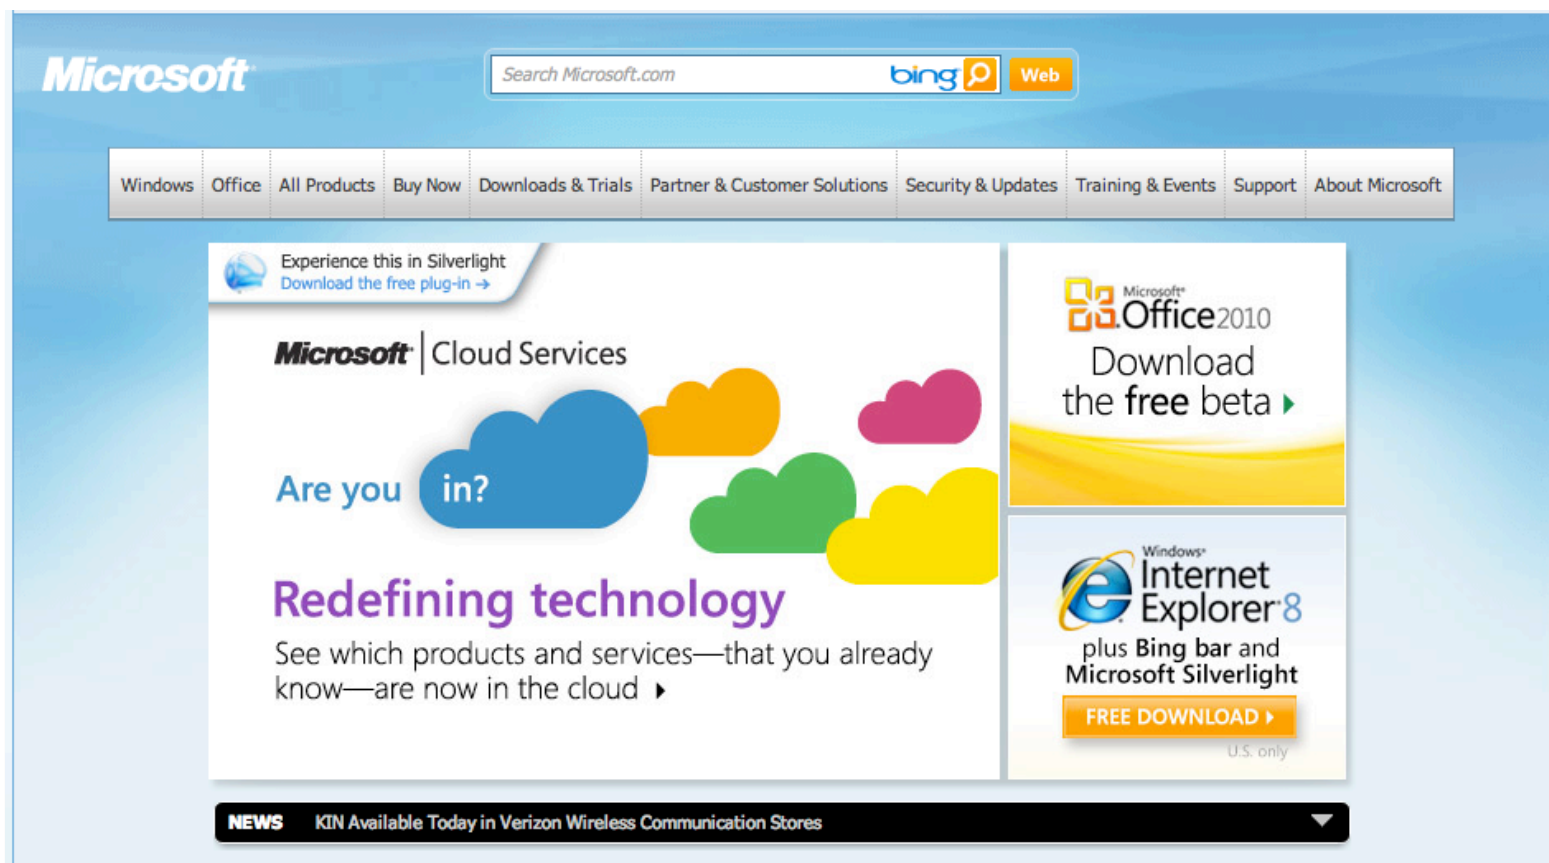 Microsoft
Search Microsoft.com
bing
Web
Windows Office All Products Buy Now Downloads & Trials Partner & Customer Solutions Security & Updates Training & Events Support About Microsoft
Experience this in Silverlight
Download the free plug-in →
Microsoft | Cloud Services
Are you in?
Redefining technology
See which products and services—that you already
know—are now in the cloud
Microsoft®
Office2010
Download
the free beta
Windows®
Internet
Explorer®8
plus Bing bar and
Microsoft Silverlight
FREE DOWNLOAD
U.S. only
NEWS KIN Available Today in Verizon Wireless Communication Stores